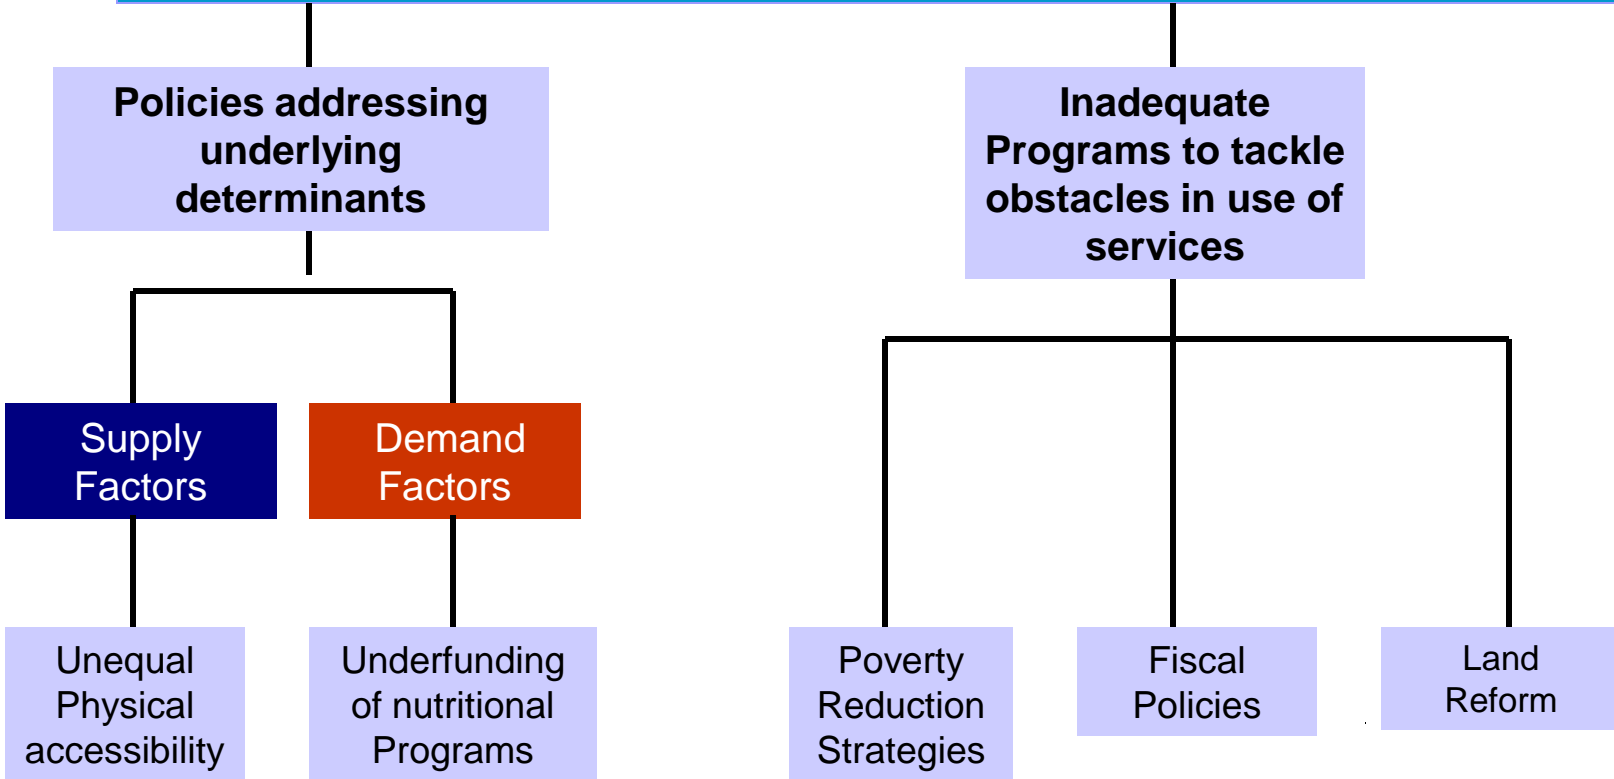 Policies addressing
underlying
determinants
Inadequate
Programs to tackle
obstacles in use of
services
Supply
Factors
Demand
Factors
Unequal
Physical
accessibility
Underfunding
of nutritional
Programs
Poverty
Reduction
Strategies
Fiscal
Policies
Land
Reform